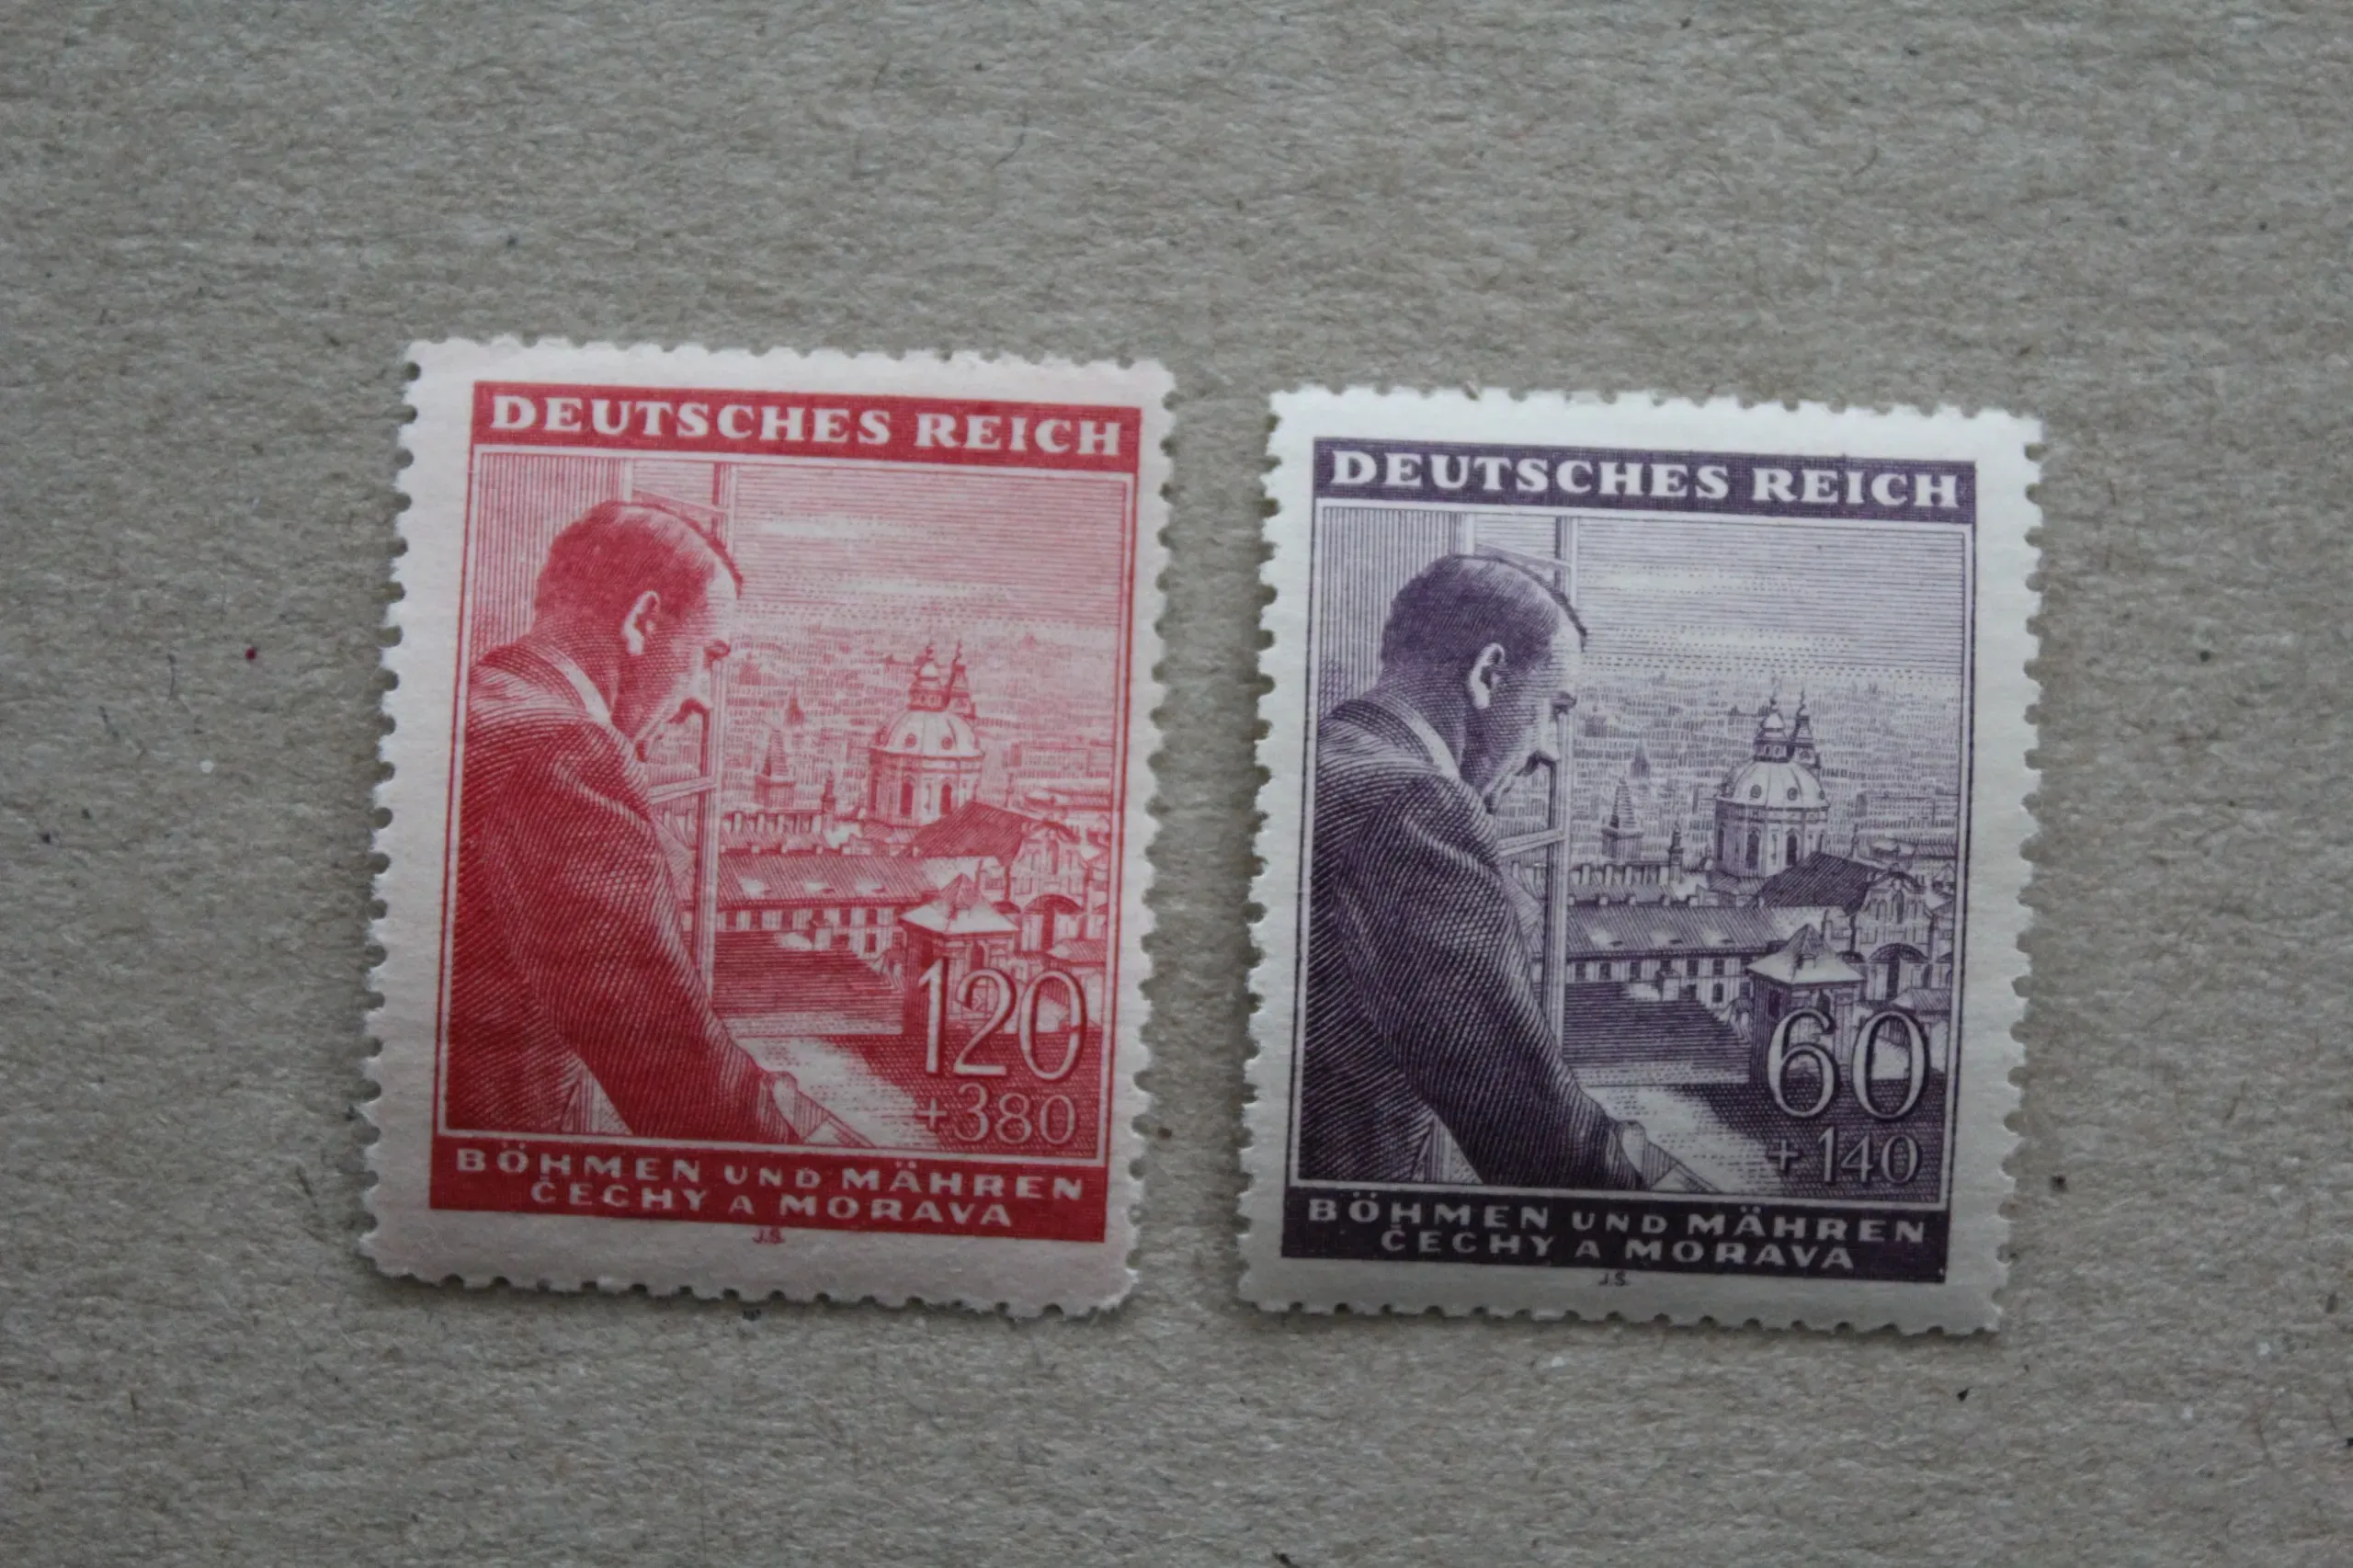 DEUTSCHES REICH
120
+380
BÖHMEN UND MÄHREN
ČECHY A MORAVA
J.Š.
DEUTSCHES REICH
60
+140
BÖHMEN UND MÄHREN
ČECHY A MORAVA
J.Š.